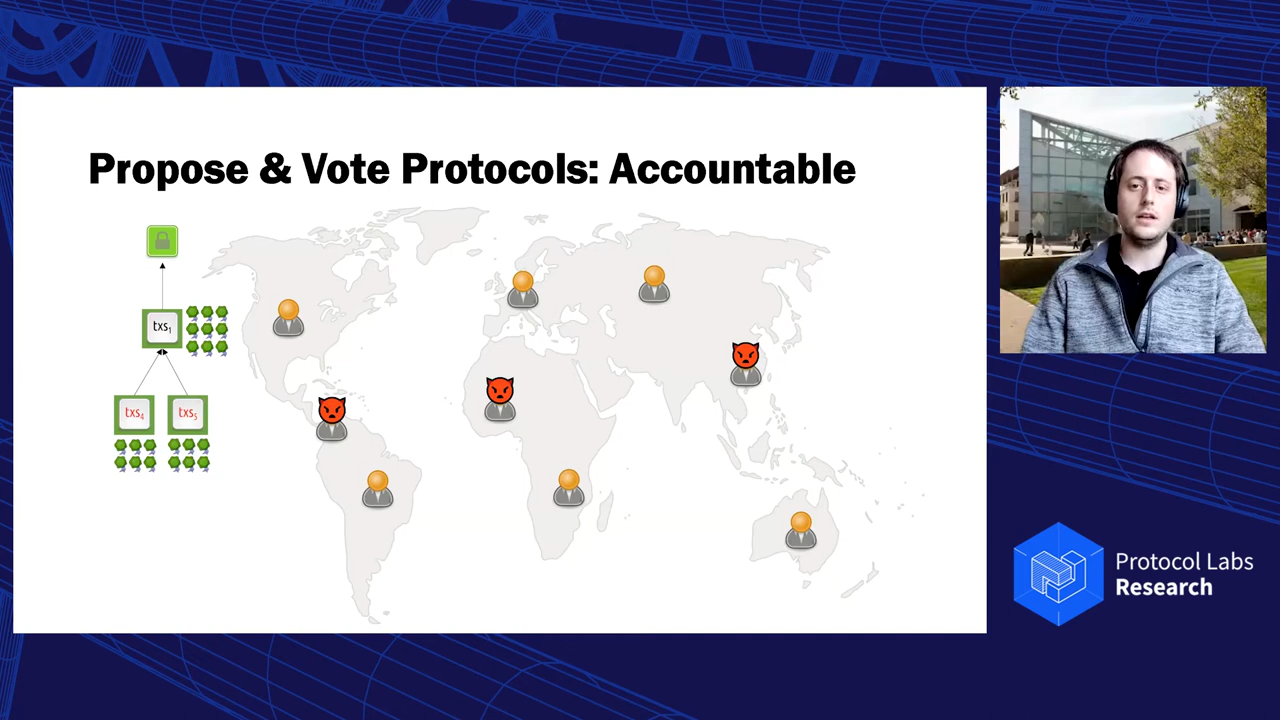 Propose & Vote Protocols: Accountable
txs₁
txs₄
txs₅
Protocol Labs
Research